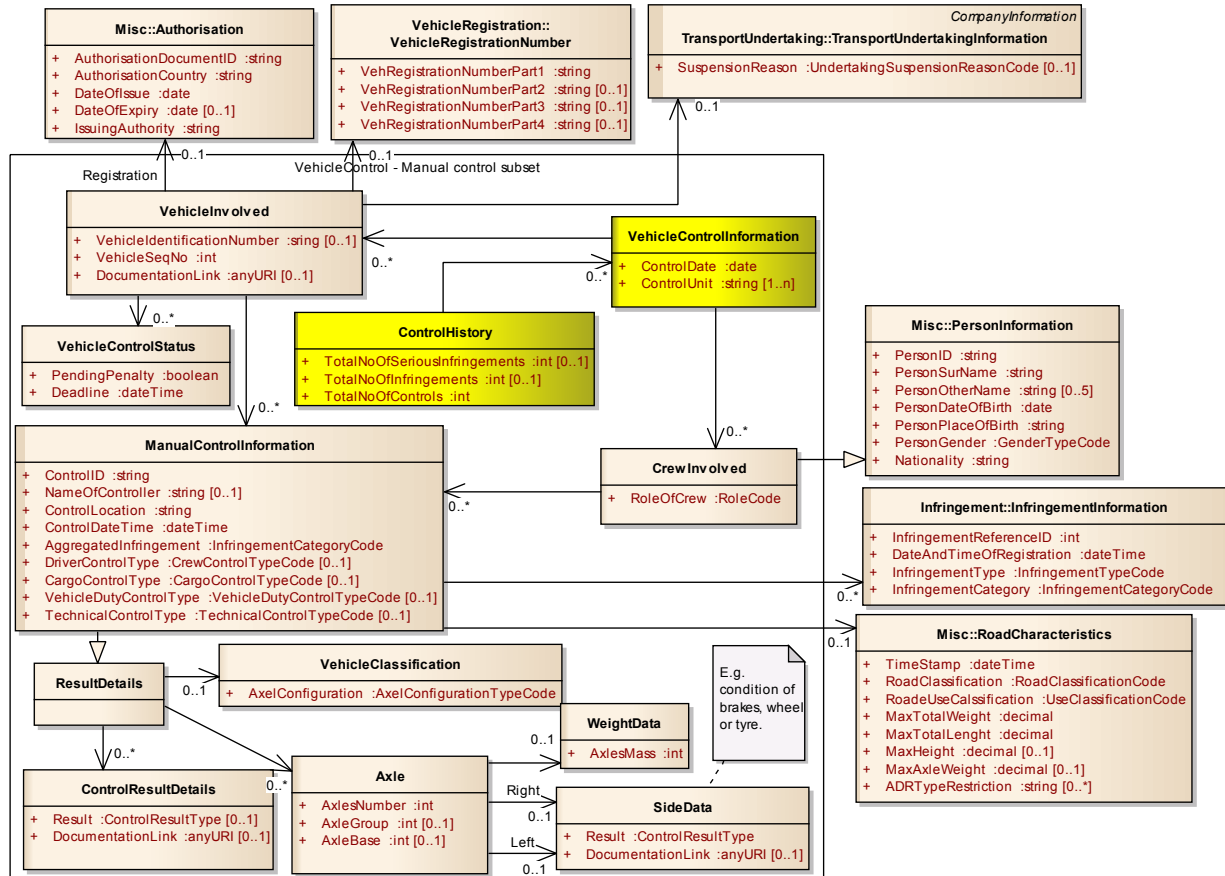 Misc::Authorisation
+ AuthorisationDocumentID :string
+ AuthorisationCountry :string
+ DateOfIssue :date
+ DateOfExpiry :date [0..1]
+ IssuingAuthority :string
VehicleRegistration::
VehicleRegistrationNumber
+ VehRegistrationNumberPart1 :string
+ VehRegistrationNumberPart2 :string [0..1]
+ VehRegistrationNumberPart3 :string [0..1]
+ VehRegistrationNumberPart4 :string [0..1]
CompanyInformation
TransportUndertaking::TransportUndertakingInformation
+ SuspensionReason :UndertakingSuspensionReasonCode [0..1]
0..1
0..1
0..1
Registration
VehicleControl - Manual control subset
VehicleInvolved
+ VehicleIdentificationNumber :sring [0..1]
+ VehicleSeqNo :int
+ DocumentationLink :anyURI [0..1]
0..*
VehicleControlInformation
+ ControlDate :date
+ ControlUnit :string [1..n]
0..*
ControlHistory
+ TotalNoOfSeriousInfringements :int [0..1]
+ TotalNoOfInfringements :int [0..1]
+ TotalNoOfControls :int
0..*
VehicleControlStatus
+ PendingPenalty :boolean
+ Deadline :dateTime
0..*
Misc::PersonInformation
+ PersonID :string
+ PersonSurName :string
+ PersonOtherName :string [0..5]
+ PersonDateOfBirth :date
+ PersonPlaceOfBirth :string
+ PersonGender :GenderTypeCode
+ Nationality :string
0..*
CrewInvolved
+ RoleOfCrew :RoleCode
0..*
ManualControlInformation
+ ControlID :string
+ NameOfController :string [0..1]
+ ControlLocation :string
+ ControlDateTime :dateTime
+ AggregatedInfringement :InfringementCategoryCode
+ DriverControlType :CrewControlTypeCode [0..1]
+ CargoControlType :CargoControlTypeCode [0..1]
+ VehicleDutyControlType :VehicleDutyControlTypeCode [0..1]
+ TechnicalControlType :TechnicalControlTypeCode [0..1]
Infringement::InfringementInformation
+ InfringementReferenceID :int
+ DateAndTimeOfRegistration :dateTime
+ InfringementType :InfringementTypeCode
+ InfringementCategory :InfringementCategoryCode
0..*
0..1
Misc::RoadCharacteristics
+ TimeStamp :dateTime
+ RoadClassification :RoadClassificationCode
+ RoadeUseCalssification :UseClassificationCode
+ MaxTotalWeight :decimal
+ MaxTotalLenght :decimal
+ MaxHeight :decimal [0..1]
+ MaxAxleWeight :decimal [0..1]
+ ADRTypeRestriction :string [0..*]
ResultDetails
0..1
VehicleClassification
+ AxelConfiguration :AxelConfigurationTypeCode
E.g.
condition of
brakes, wheel
or tyre.
0..*
ControlResultDetails
+ Result :ControlResultType [0..1]
+ DocumentationLink :anyURI [0..1]
0..*
Axle
+ AxlesNumber :int
+ AxleGroup :int [0..1]
+ AxleBase :int [0..1]
0..1
WeightData
+ AxlesMass :int
Right
0..1
Left
0..1
SideData
+ Result :ControlResultType
+ DocumentationLink :anyURI [0..1]